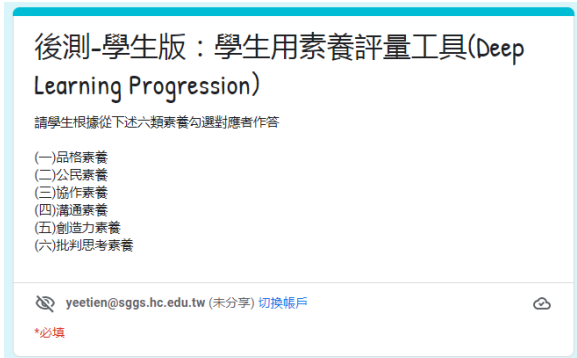 後測-學生版：學生用素養評量工具(Deep
Learning Progression)
請學生根據從下述六類素養勾選對應者作答
(一)品格素養
(二)公民素養
(三)協作素養
(四)溝通素養
(五)創造力素養
(六)批判思考素養
yeetien@sggs.hc.edu.tw (未分享) 切換帳戶
*必填